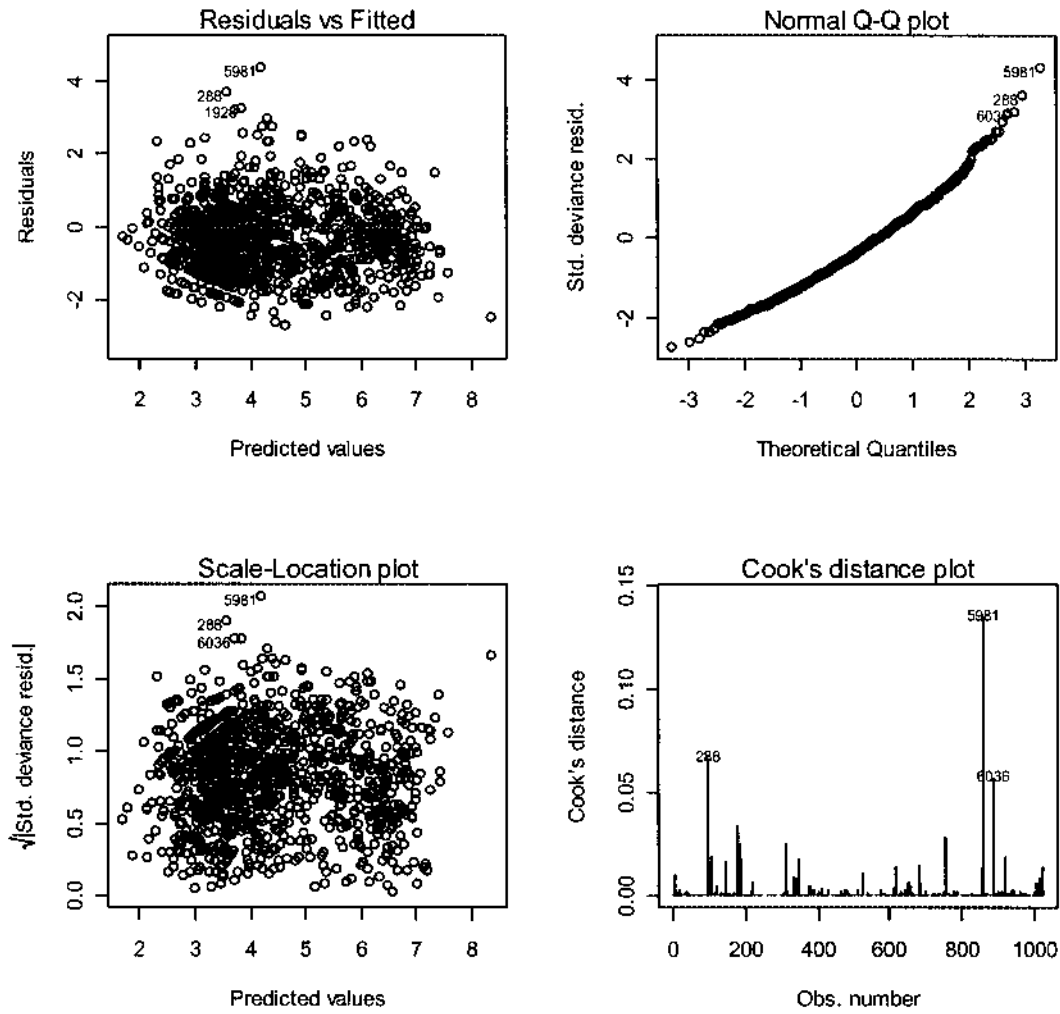 Residuals vs Fitted
Residuals
4
2
0
-2
5981
288
1928
2 3 4 5 6 7 8
Predicted values
Normal Q-Q plot
Std. deviance resid.
4
2
0
-2
5981
288
6036
-3 -2 -1 0 1 2 3
Theoretical Quantiles
Scale-Location plot
√|Std. deviance resid.|
2.0
1.5
1.0
0.5
0.0
5981
288
6036
2 3 4 5 6 7 8
Predicted values
Cook's distance plot
Cook's distance
0.15
0.10
0.05
0.00
5981
288
6036
0 200 400 600 800 1000
Obs. number